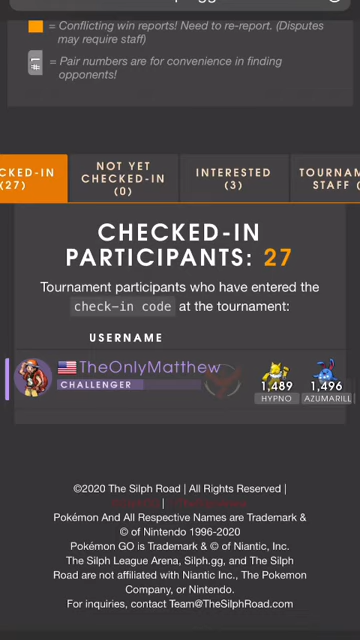 = Conflicting win reports! Need to re-report. (Disputes
may require staff)
#1
= Pair numbers are for convenience in finding
opponents!
CKED-IN
(27)
NOT YET
CHECKED-IN
(0)
INTERESTED
(3)
TOURNAM
STAFF (
CHECKED-IN
PARTICIPANTS: 27
Tournament participants who have entered the
check-in code at the tournament:
USERNAME
TheOnlyMatthew
CHALLENGER
1,489
HYPNO
1,496
AZUMARILL
©2020 The Silph Road | All Rights Reserved |
|
Pokémon And All Respective Names are Trademark &
© of Nintendo 1996-2020
Pokémon GO is Trademark & © of Niantic, Inc.
The Silph League Arena, Silph.gg, and The Silph
Road are not affiliated with Niantic Inc., The Pokemon
Company, or Nintendo.
For inquiries, contact Team@TheSilphRoad.com